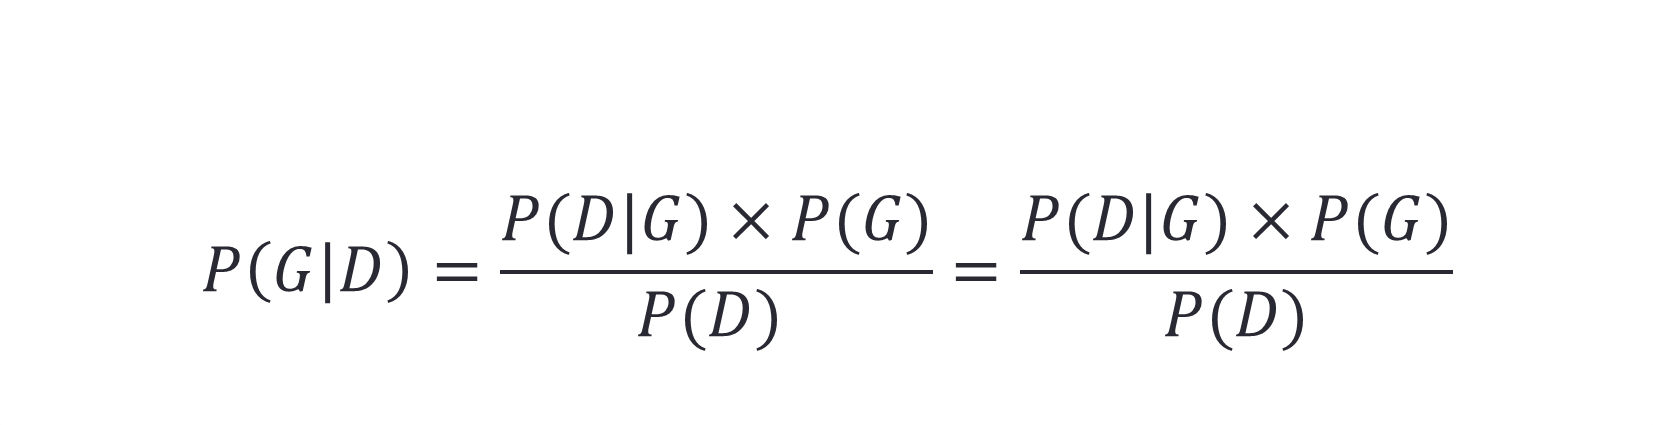 P(G|D) = P(D|G) × P(G) / P(D) = P(D|G) × P(G) / P(D)